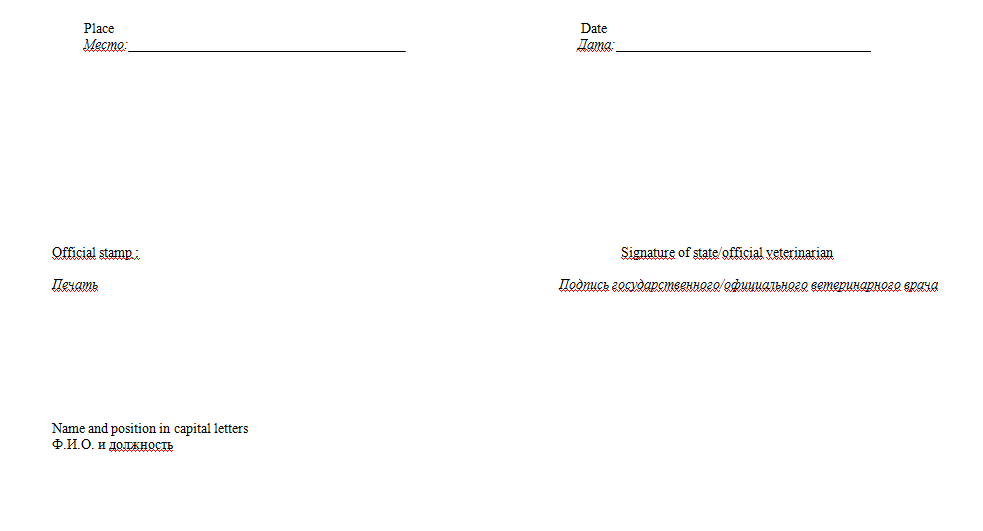 Place Date
Место:________________________________________ Дата:_____________________________________
Official stamp.: Signature of state/official veterinarian
Печать Подпись государственного/официального ветеринарного врача
Name and position in capital letters
Ф.И.О. и должность